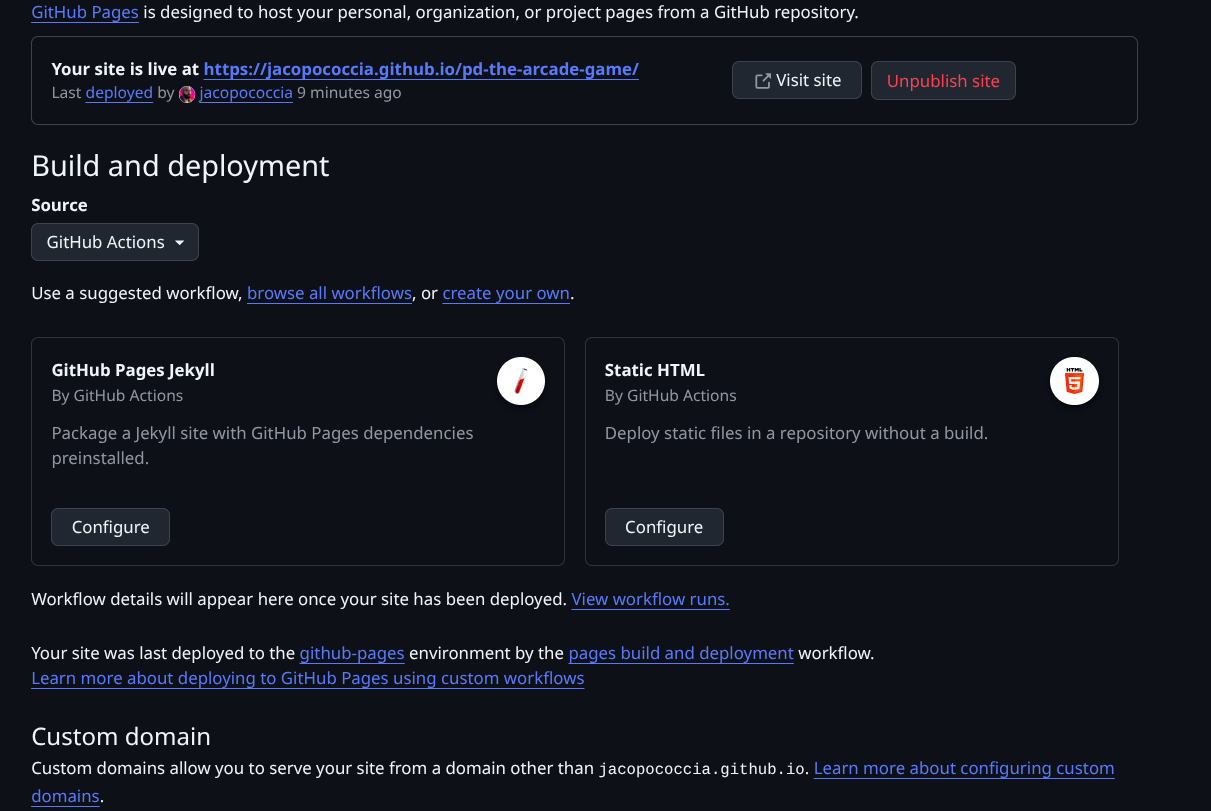 GitHub Pages is designed to host your personal, organization, or project pages from a GitHub repository.
Your site is live at https://jacopococcia.github.io/pd-the-arcade-game/
Last deployed by jacopococcia 9 minutes ago
Visit site
Unpublish site
Build and deployment
Source
GitHub Actions
Use a suggested workflow, browse all workflows, or create your own.
GitHub Pages Jekyll
By GitHub Actions
Package a Jekyll site with GitHub Pages dependencies
preinstalled.
Configure
Static HTML
By GitHub Actions
Deploy static files in a repository without a build.
HTML
5
Configure
Workflow details will appear here once your site has been deployed. View workflow runs.
Your site was last deployed to the github-pages environment by the pages build and deployment workflow.
Learn more about deploying to GitHub Pages using custom workflows
Custom domain
Custom domains allow you to serve your site from a domain other than jacopococcia.github.io. Learn more about configuring custom
domains.